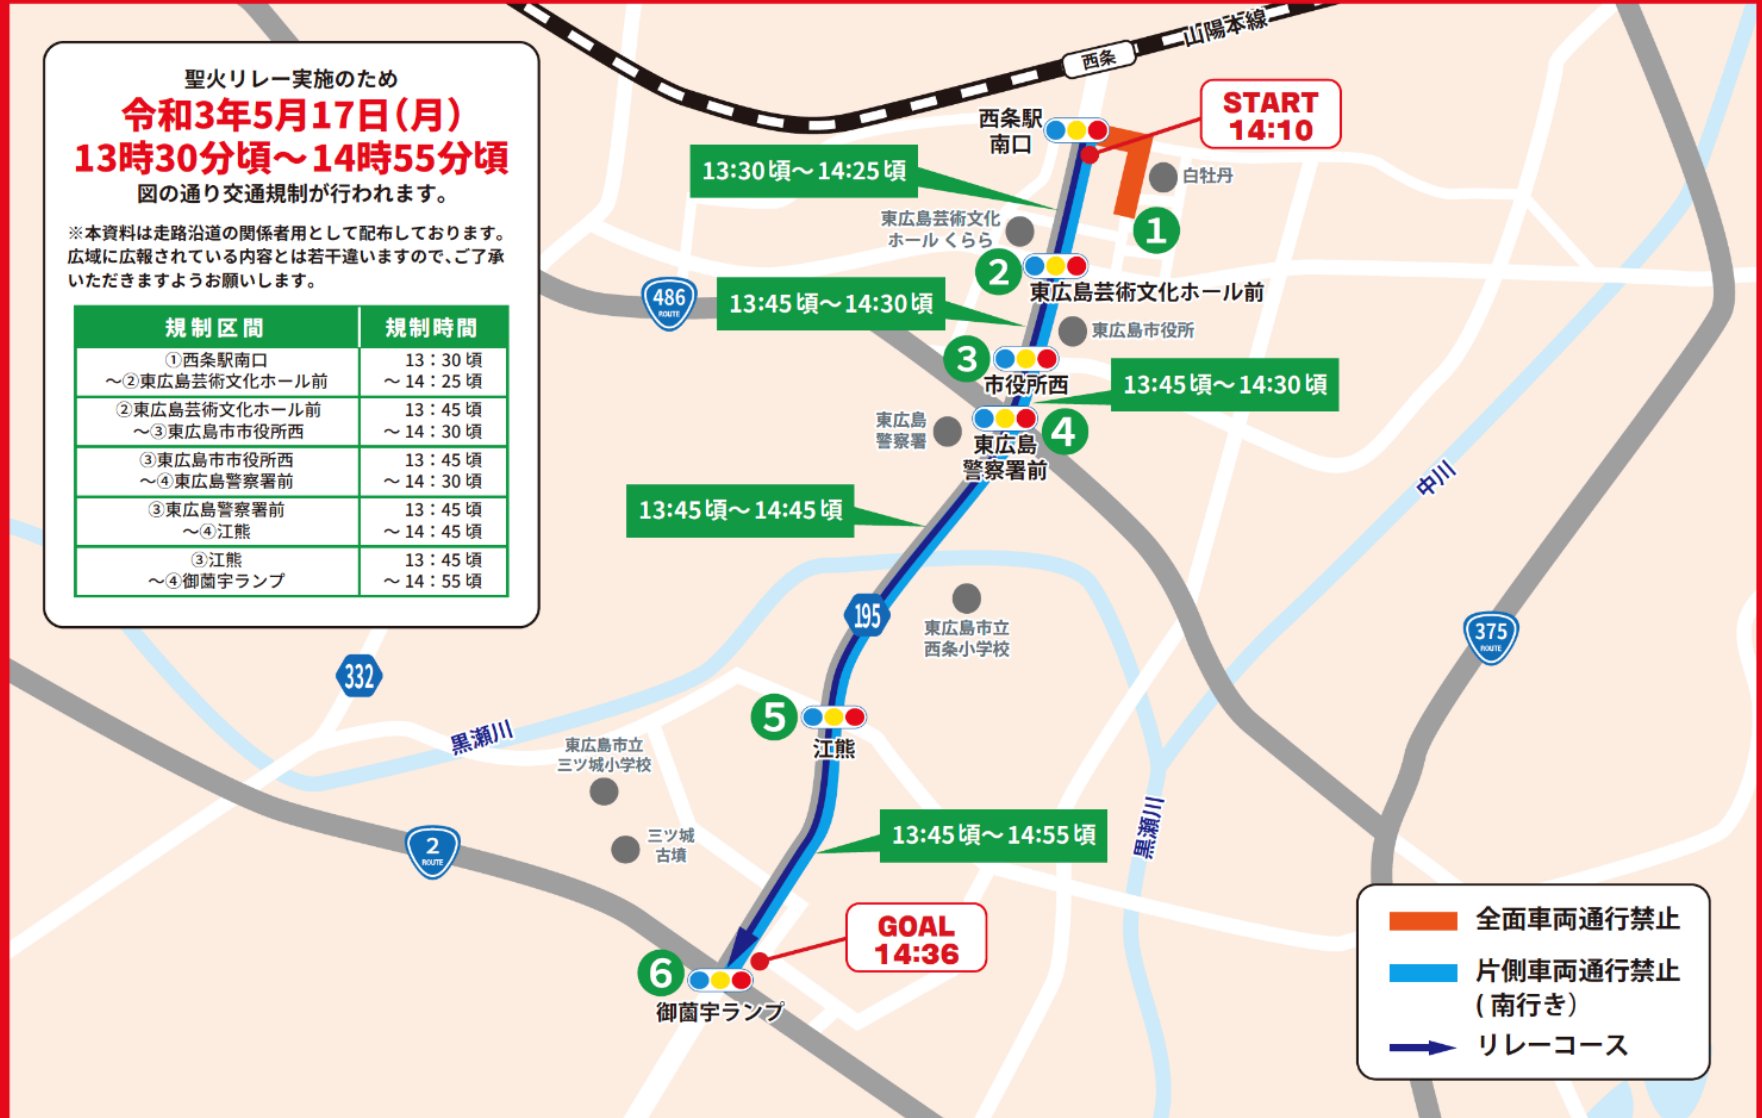 聖火リレー実施のため
令和3年5月17日(月)
13時30分頃～14時55分頃
図の通り交通規制が行われます。
※本資料は走路沿道の関係者用として配布しております。
広域に広報されている内容とは若干違いますので、ご了承
いただきますようお願いします。
規制区間 規制時間
①西条駅南口 13：30頃
～②東広島芸術文化ホール前 ～14：25頃
②東広島芸術文化ホール前 13：45頃
～③東広島市市役所西 ～14：30頃
③東広島市市役所西 13：45頃
～④東広島警察署前 ～14：30頃
③東広島警察署前 13：45頃
～④江熊 ～14：45頃
③江熊 13：45頃
～④御薗宇ランプ ～14：55頃
山陽本線
西条
START
14:10
西条駅
南口
13:30頃～14:25頃
白牡丹
1
東広島芸術文化
ホール くらら
2
東広島芸術文化ホール前
486
ROUTE
13:45頃～14:30頃
東広島市役所
3
市役所西
13:45頃～14:30頃
東広島
警察署
4
東広島
警察署前
中川
13:45頃～14:45頃
195
東広島市立
西条小学校
375
ROUTE
332
5
江熊
黒瀬川
東広島市立
三ツ城小学校
2
ROUTE
三ツ城
古墳
13:45頃～14:55頃
黒瀬川
GOAL
14:36
6
御薗宇ランプ
全面車両通行禁止
片側車両通行禁止
(南行き)
リレーコース